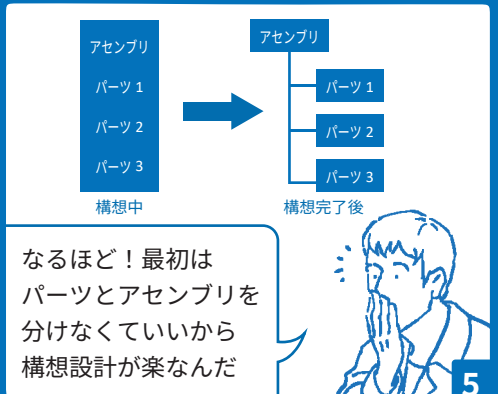 アセンブリ
パーツ 1
パーツ 2
パーツ 3
構想中
アセンブリ
パーツ 1
パーツ 2
パーツ 3
構想完了後
なるほど！最初は
パーツとアセンブリを
分けなくていいから
構想設計が楽なんだ
5